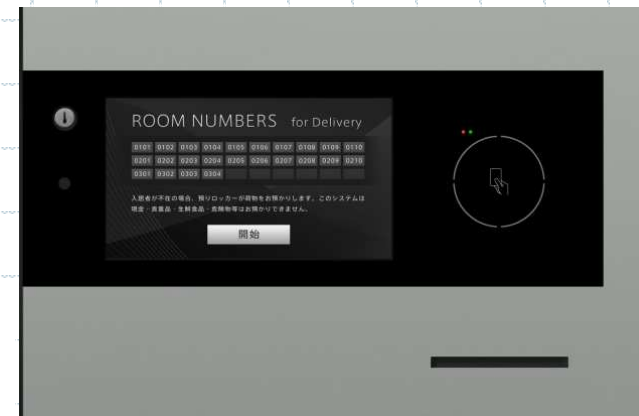 ROOM NUMBERS for Delivery
0101 0102 0103 0104 0105 0106 0107 0108 0109 0110
0201 0202 0203 0204 0205 0206 0207 0208 0209 0210
0301 0302 0303 0304
入居者が不在の場合、預りロッカーが荷物をお預かりします。このシステムは
現金・貴重品・生鮮食品・危険物等はお預かりできません。
開始